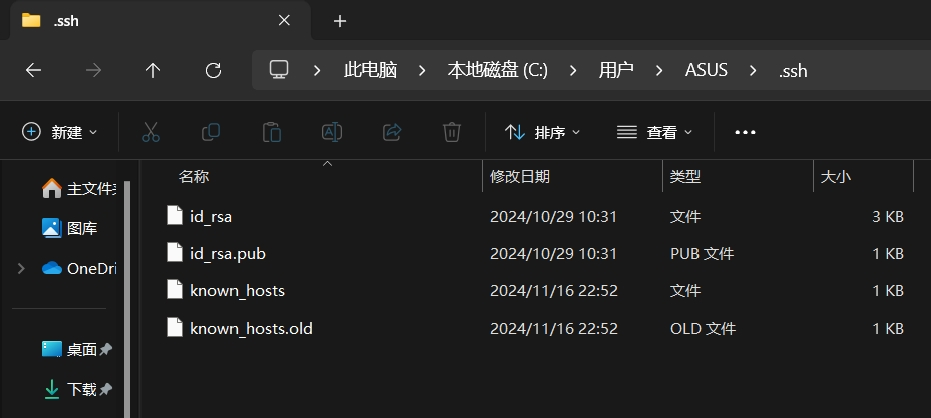 .ssh
此电脑 本地磁盘 (C:) 用户 ASUS .ssh
新建 排序 查看
名称 修改日期 类型 大小
主文件
图库
OneDri
桌面
下载
id_rsa 2024/10/29 10:31 文件 3 KB
id_rsa.pub 2024/10/29 10:31 PUB 文件 1 KB
known_hosts 2024/11/16 22:52 文件 1 KB
known_hosts.old 2024/11/16 22:52 OLD 文件 1 KB